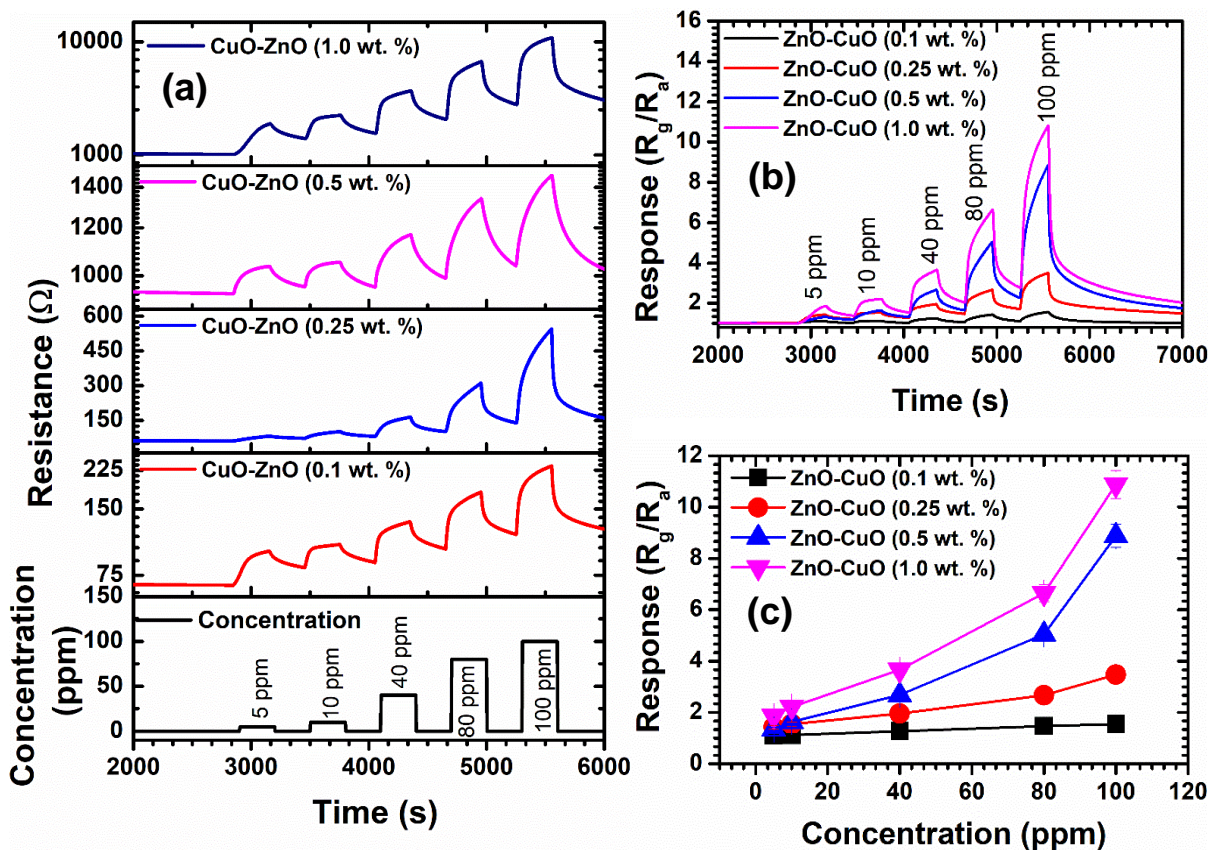 (a)
CuO-ZnO (1.0 wt. %)
10000
1000
CuO-ZnO (0.5 wt. %)
1400
1200
1000
CuO-ZnO (0.25 wt. %)
600
450
300
150
CuO-ZnO (0.1 wt. %)
225
150
75
Resistance (Ω)
Concentration
150
100
50
0
5 ppm
10 ppm
40 ppm
80 ppm
100 ppm
Concentration
(ppm)
2000 3000 4000 5000 6000
Time (s)
(b)
ZnO-CuO (0.1 wt. %)
ZnO-CuO (0.25 wt. %)
ZnO-CuO (0.5 wt. %)
ZnO-CuO (1.0 wt. %)
16
14
12
10
8
6
4
2
Response (Rg/Ra)
5 ppm
10 ppm
40 ppm
80 ppm
100 ppm
2000 3000 4000 5000 6000 7000
Time (s)
(c)
ZnO-CuO (0.1 wt. %)
ZnO-CuO (0.25 wt. %)
ZnO-CuO (0.5 wt. %)
ZnO-CuO (1.0 wt. %)
12
10
8
6
4
2
0
Response (Rg/Ra)
0 20 40 60 80 100 120
Concentration (ppm)